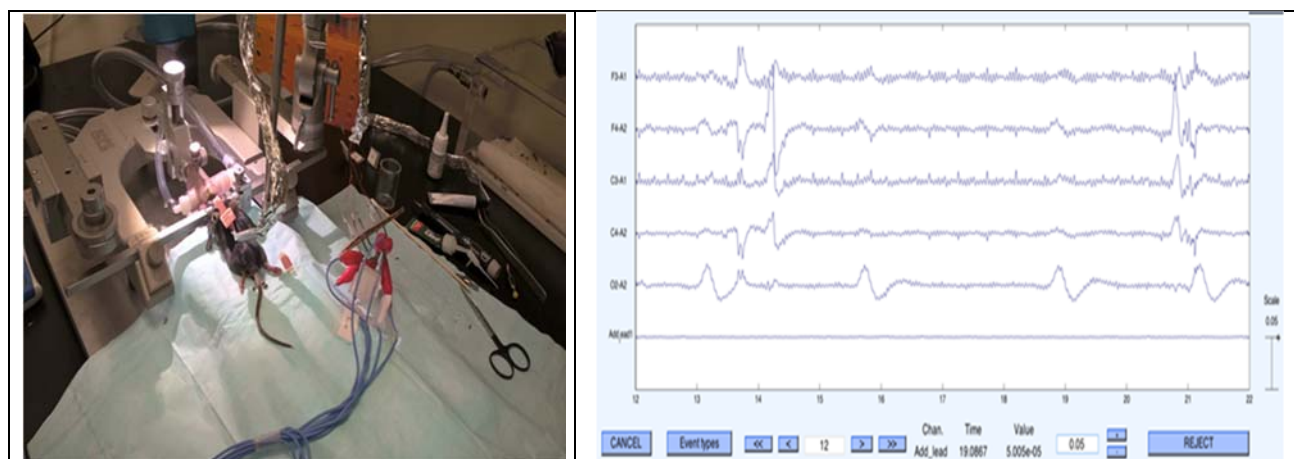 F3-A1
F4-A2
C3-A1
C4-A2
O2-A2
Add_lead1
Scale
0.05
12 13 14 15 16 17 18 19 20 21 22
Chan. Time Value
CANCEL Event types << < 12 > >> Add_lead 19.0867 5.005e-05 0.05 + - REJECT